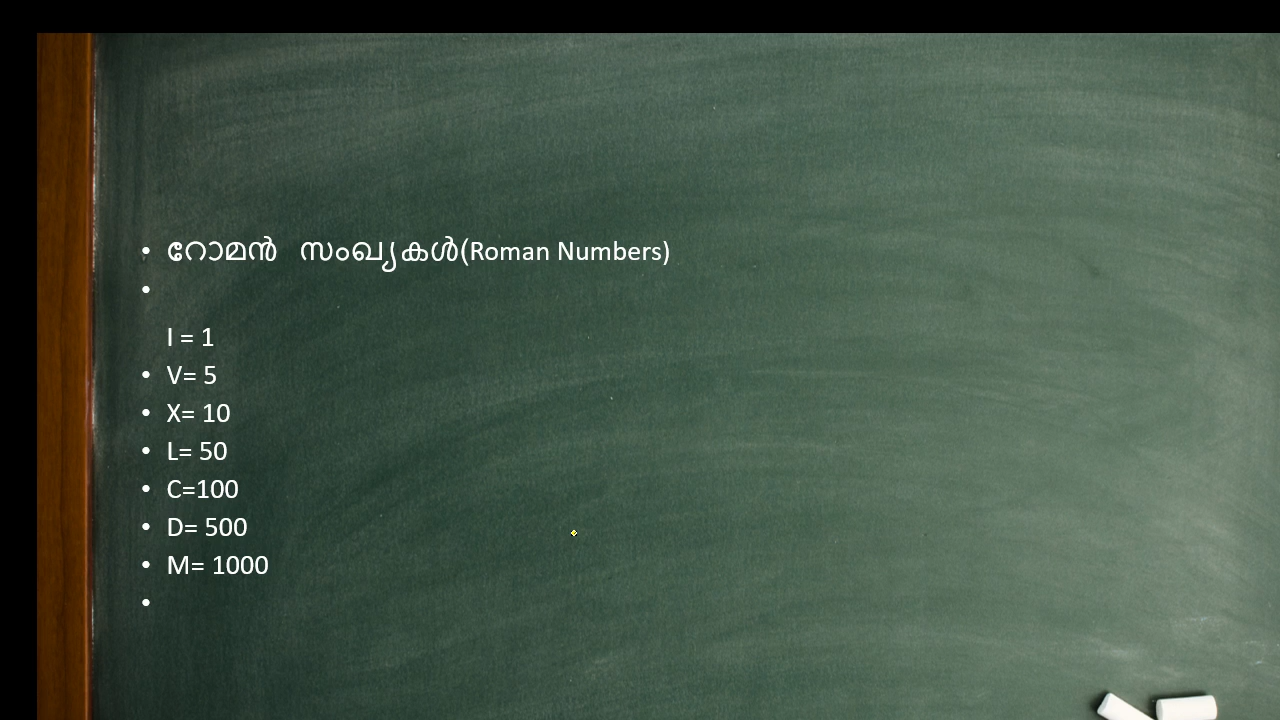 • റോമൻ സംഖ്യകൾ(Roman Numbers)
•
I = 1
• V= 5
• X= 10
• L= 50
• C=100
• D= 500
• M= 1000
•